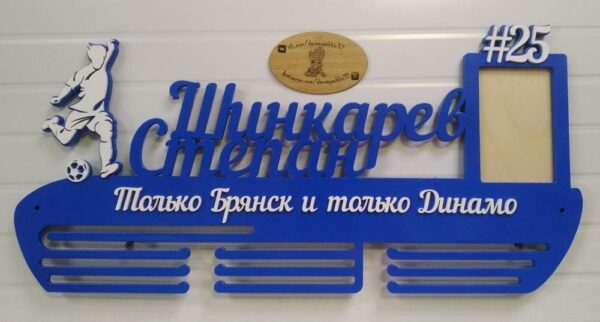 #25
Шинкарев
Степан
Только Брянск и только Динамо